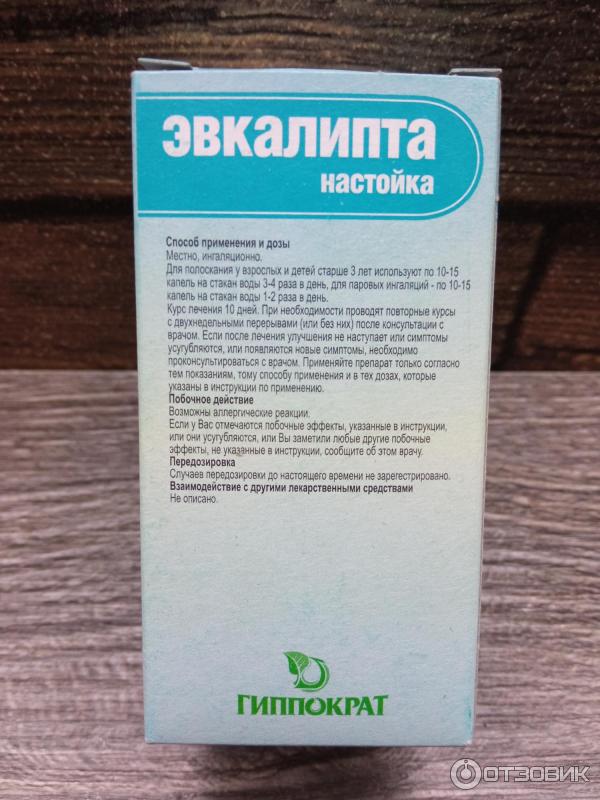 ЭВКАЛИПТА
настойка
Способ применения и дозы
Местно, ингаляционно.
Для полоскания у взрослых и детей старше 3 лет используют по 10-15
капель на стакан воды 3-4 раза в день, для паровых ингаляций - по 10-15
капель на стакан воды 1-2 раза в день.
Курс лечения 10 дней. При необходимости проводят повторные курсы
с двухнедельными перерывами (или без них) после консультации с
врачом. Если после лечения улучшение не наступает или симптомы
усугубляются, или появляются новые симптомы, необходимо
проконсультироваться с врачом. Применяйте препарат только согласно
тем показаниям, тому способу применения и в тех дозах, которые
указаны в инструкции по применению.
Побочное действие
Возможны аллергические реакции.
Если у Вас отмечаются побочные эффекты, указанные в инструкции,
или они усугубляются, или Вы заметили любые другие побочные
эффекты, не указанные в инструкции, сообщите об этом врачу.
Передозировка
Случаев передозировки до настоящего времени не зарегестрировано.
Взаимодействие с другими лекарственными средствами
Не описано.
ГИППОКРАТ
ОТЗОВИК